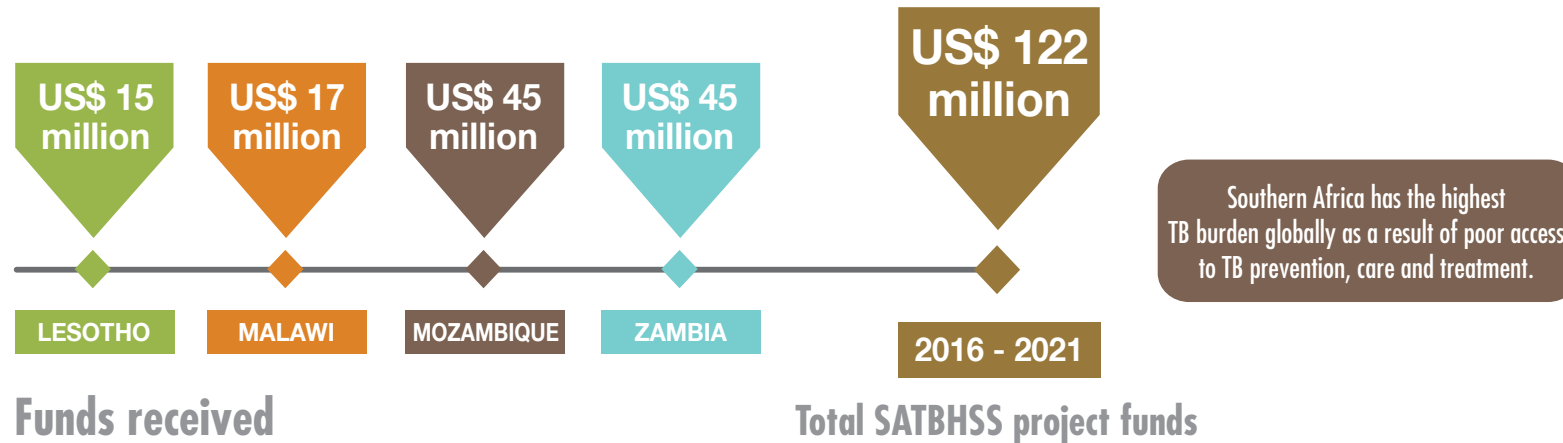 US$ 15
million
US$ 17
million
US$ 45
million
US$ 45
million
US$ 122
million
LESOTHO
MALAWI
MOZAMBIQUE
ZAMBIA
2016 - 2021
Southern Africa has the highest
TB burden globally as a result of poor access
to TB prevention, care and treatment.
Funds received
Total SATBHSS project funds